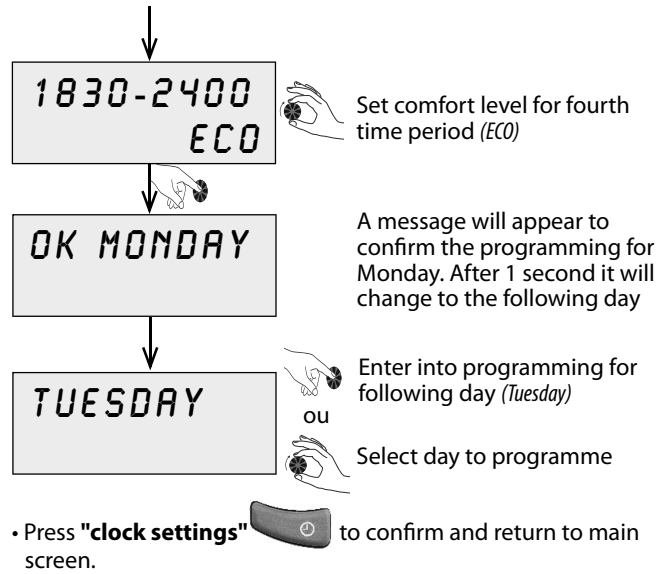 1830-2400
ECO
Set comfort level for fourth
time period (ECO)
OK MONDAY
A message will appear to
confirm the programming for
Monday. After 1 second it will
change to the following day
TUESDAY
Enter into programming for
following day (Tuesday)
ou
Select day to programme
• Press "clock settings" to confirm and return to main
screen.